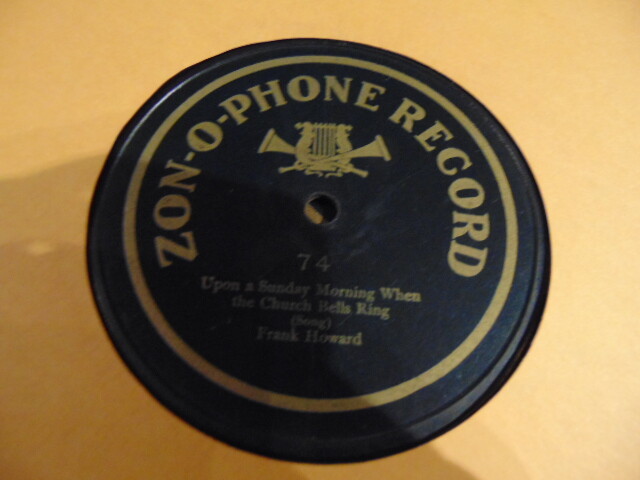 ZON-O-PHONE RECORD
74
Upon a Sunday Morning When
the Church Bells Ring
(Song)
Frank Howard